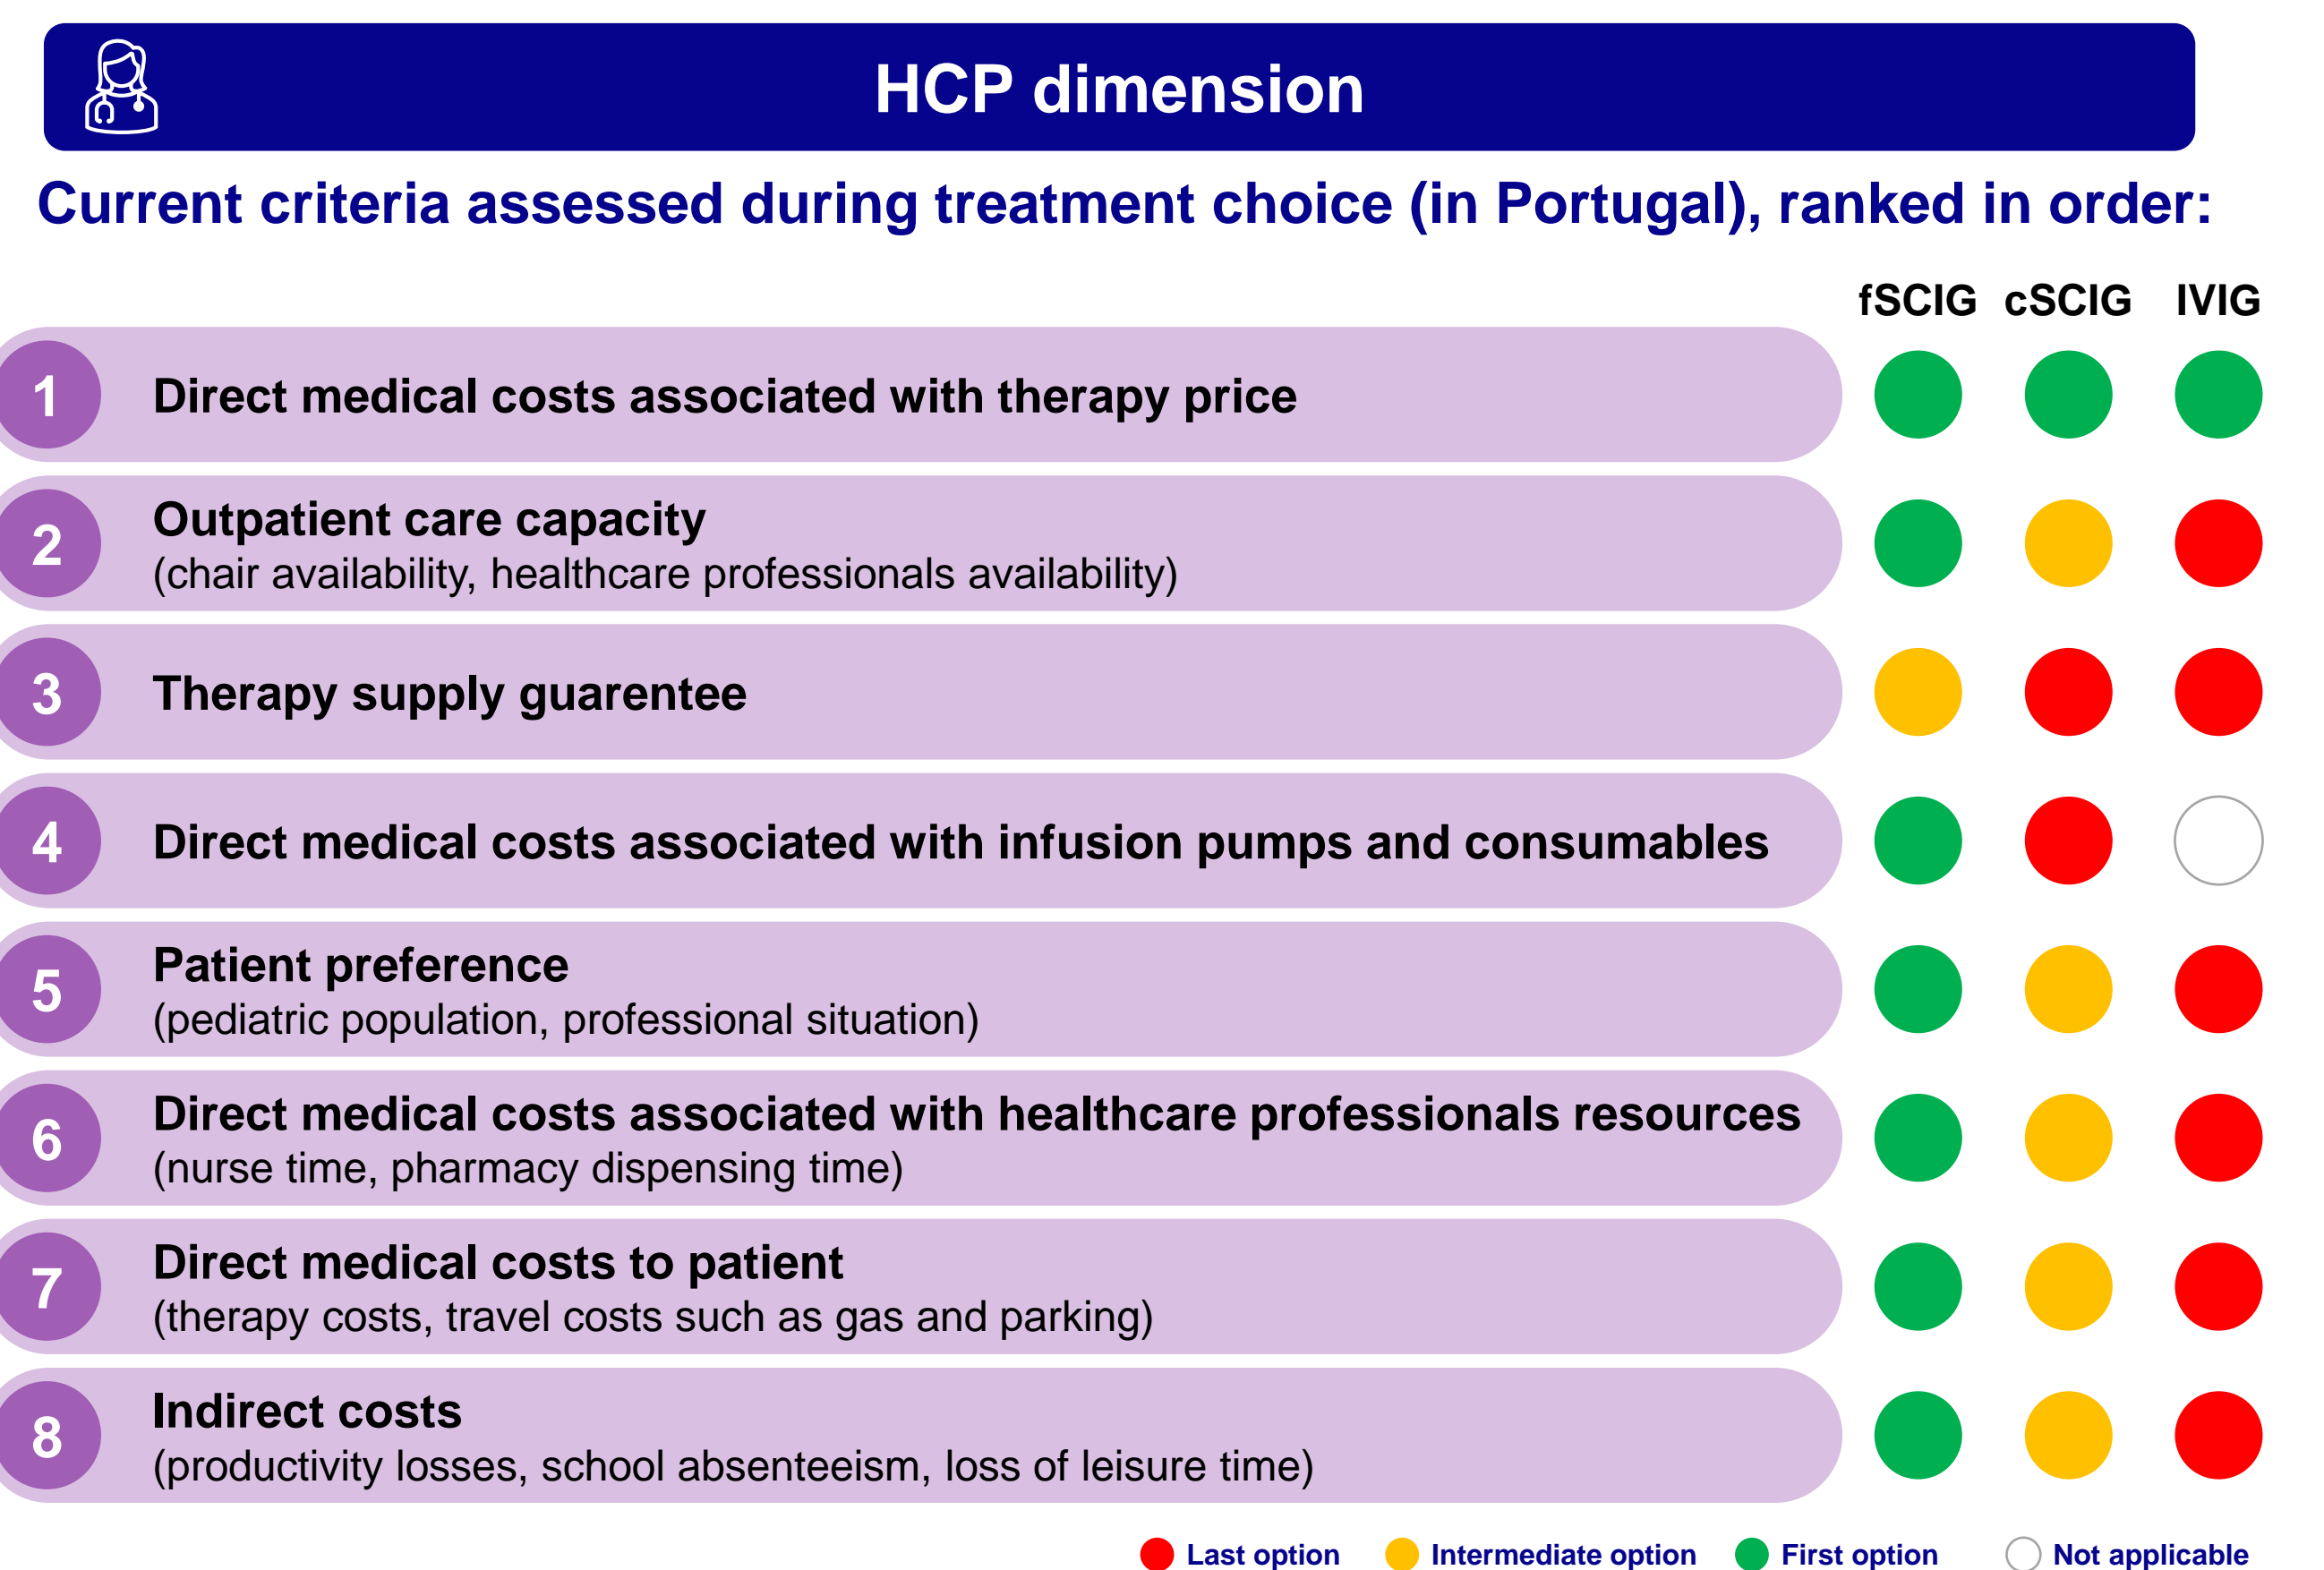 HCP dimension
Current criteria assessed during treatment choice (in Portugal), ranked in order:
fSCIG cSCIG IVIG
1 Direct medical costs associated with therapy price
2 Outpatient care capacity
(chair availability, healthcare professionals availability)
3 Therapy supply guarentee
4 Direct medical costs associated with infusion pumps and consumables
5 Patient preference
(pediatric population, professional situation)
6 Direct medical costs associated with healthcare professionals resources
(nurse time, pharmacy dispensing time)
7 Direct medical costs to patient
(therapy costs, travel costs such as gas and parking)
8 Indirect costs
(productivity losses, school absenteeism, loss of leisure time)
Last option Intermediate option First option Not applicable